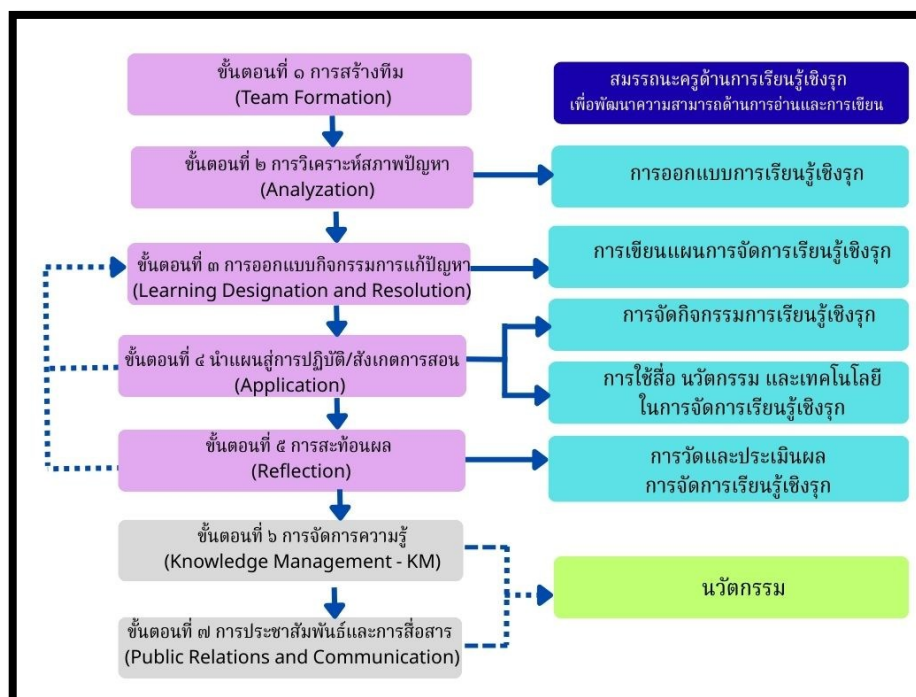 ขั้นตอนที่ ๑ การสร้างทีม
(Team Formation)
ขั้นตอนที่ ๒ การวิเคราะห์สภาพปัญหา
(Analyzation)
ขั้นตอนที่ ๓ การออกแบบกิจกรรมการแก้ปัญหา
(Learning Designation and Resolution)
ขั้นตอนที่ ๔ นำแผนสู่การปฏิบัติ/สังเกตการสอน
(Application)
ขั้นตอนที่ ๕ การสะท้อนผล
(Reflection)
ขั้นตอนที่ ๖ การจัดการความรู้
(Knowledge Management - KM)
ขั้นตอนที่ ๗ การประชาสัมพันธ์และการสื่อสาร
(Public Relations and Communication)
สมรรถนะครูด้านการเรียนรู้เชิงรุก
เพื่อพัฒนาความสามารถด้านการอ่านและการเขียน
การออกแบบการเรียนรู้เชิงรุก
การเขียนแผนการจัดการเรียนรู้เชิงรุก
การจัดกิจกรรมการเรียนรู้เชิงรุก
การใช้สื่อ นวัตกรรม และเทคโนโลยี
ในการจัดการเรียนรู้เชิงรุก
การวัดและประเมินผล
การจัดการเรียนรู้เชิงรุก
นวัตกรรม